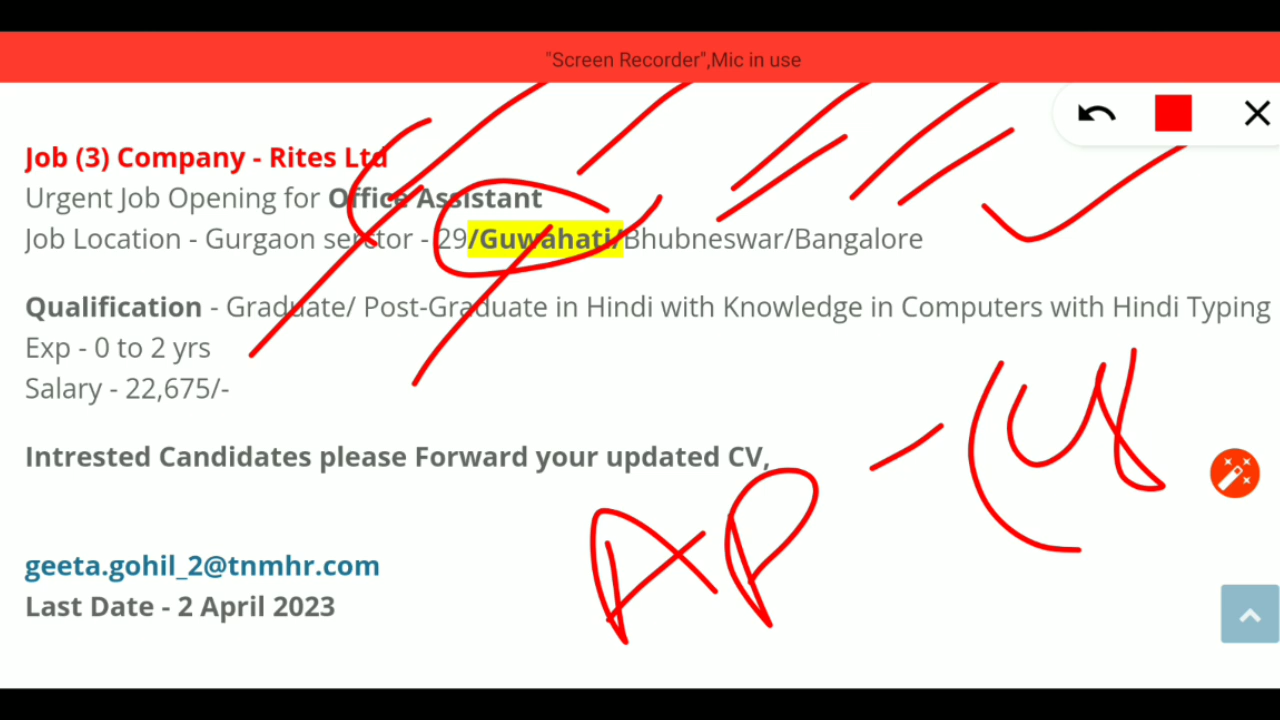 "Screen Recorder",Mic in use
Job (3) Company - Rites Ltd
Urgent Job Opening for Office Assistant
Job Location - Gurgaon serctor - 29/Guwahati/Bhubneswar/Bangalore
Qualification - Graduate/ Post-Graduate in Hindi with Knowledge in Computers with Hindi Typing
Exp - 0 to 2 yrs
Salary - 22,675/-
Intrested Candidates please Forward your updated CV,
AP -
geeta.gohil_2@tnmhr.com
Last Date - 2 April 2023